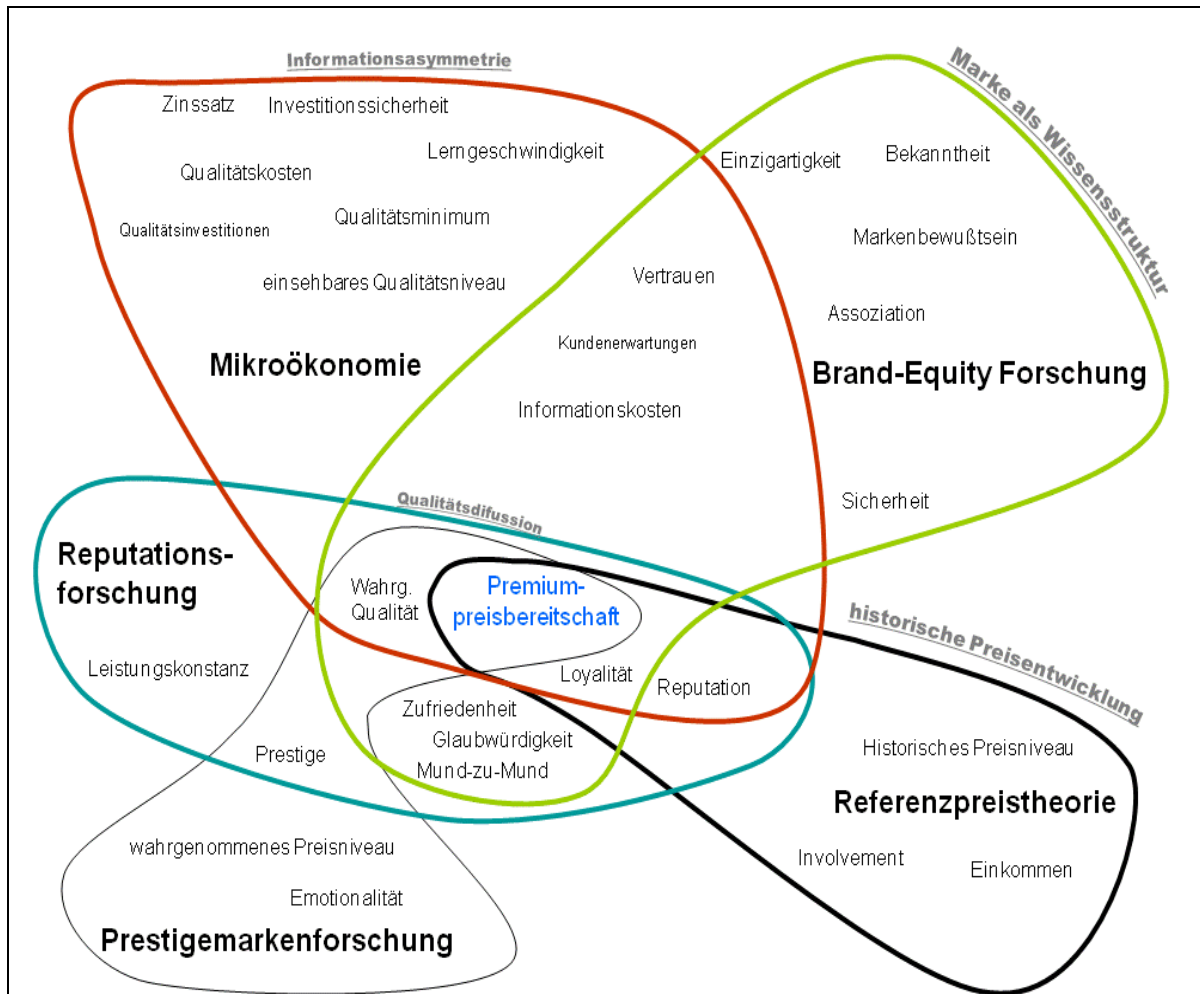 Informationsasymmetrie
Marke als Wissensstruktur
Zinssatz
Investitionssicherheit
Lerngeschwindigkeit
Einzigartigkeit
Bekanntheit
Qualitätskosten
Qualitätsminimum
Qualitätsinvestitionen
Markenbewußtsein
Vertrauen
einsehbares Qualitätsniveau
Assoziation
Kundenerwartungen
Mikroökonomie
Brand-Equity Forschung
Informationskosten
Sicherheit
Qualitätsdifussion
Reputations-
forschung
Wahrg.
Qualität
Premium-
preisbereitschaft
historische Preisentwicklung
Leistungskonstanz
Loyalität
Reputation
Zufriedenheit
Glaubwürdigkeit
Mund-zu-Mund
Prestige
Historisches Preisniveau
Referenzpreistheorie
wahrgenommenes Preisniveau
Involvement
Einkommen
Emotionalität
Prestigemarkenforschung